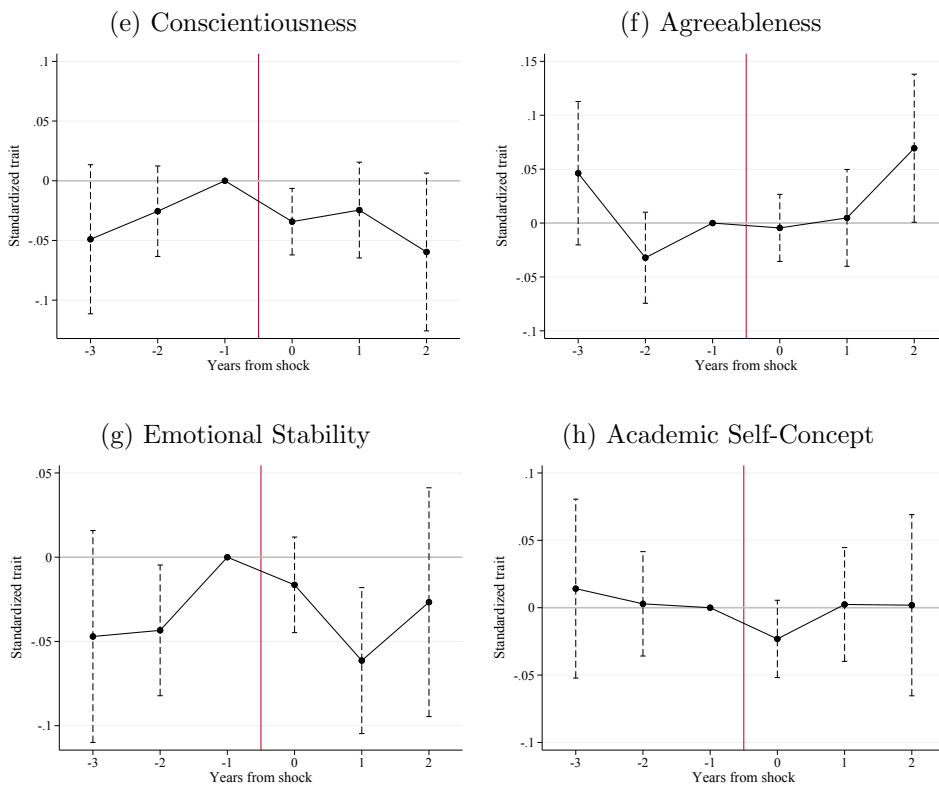 (e) Conscientiousness
.1
.05
0
-.05
-.1
Standardized trait
-3 -2 -1 0 1 2
Years from shock
(f) Agreeableness
.15
.1
.05
0
-.05
-.1
Standardized trait
-3 -2 -1 0 1 2
Years from shock
(g) Emotional Stability
.05
0
-.05
-.1
Standardized trait
-3 -2 -1 0 1 2
Years from shock
(h) Academic Self-Concept
.1
.05
0
-.05
-.1
Standardized trait
-3 -2 -1 0 1 2
Years from shock